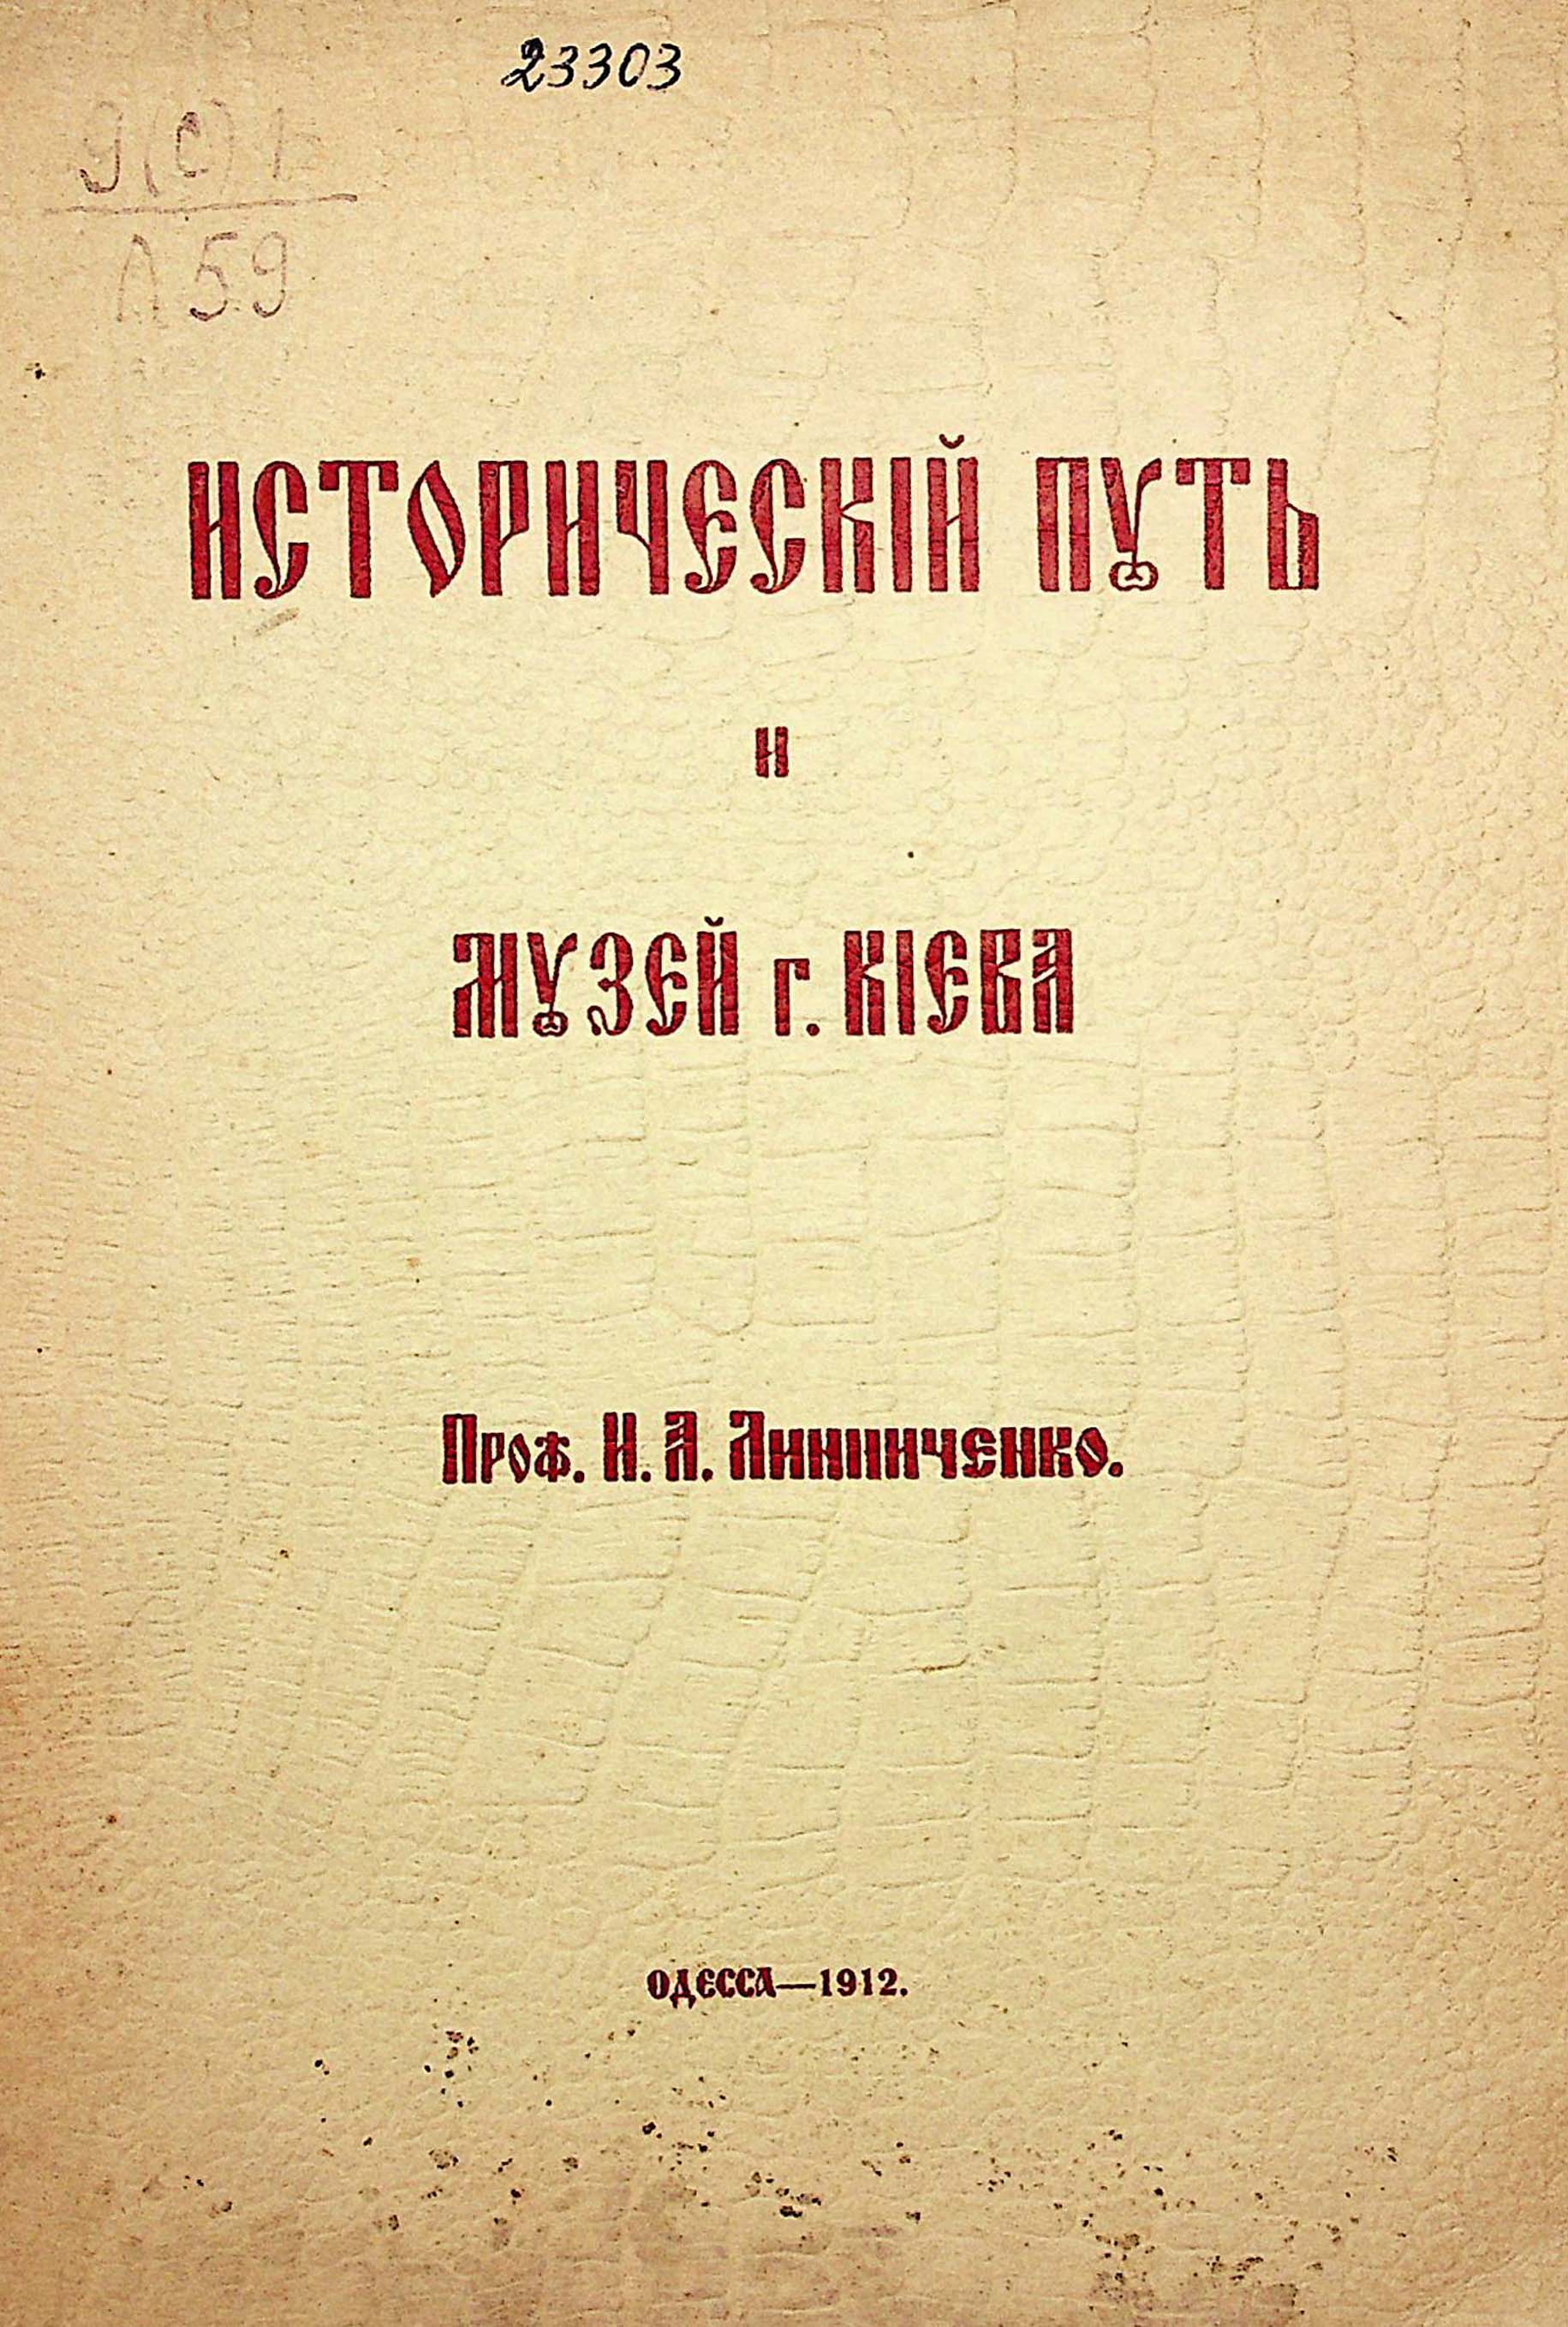 23303
9(С)1
Л59
ИСТОРИЧЕСКІЙ ПУТЬ
И
МУЗЕЙ г. КІЕВА
Проф. И. А. Линниченко.
ОДЕССА—1912.